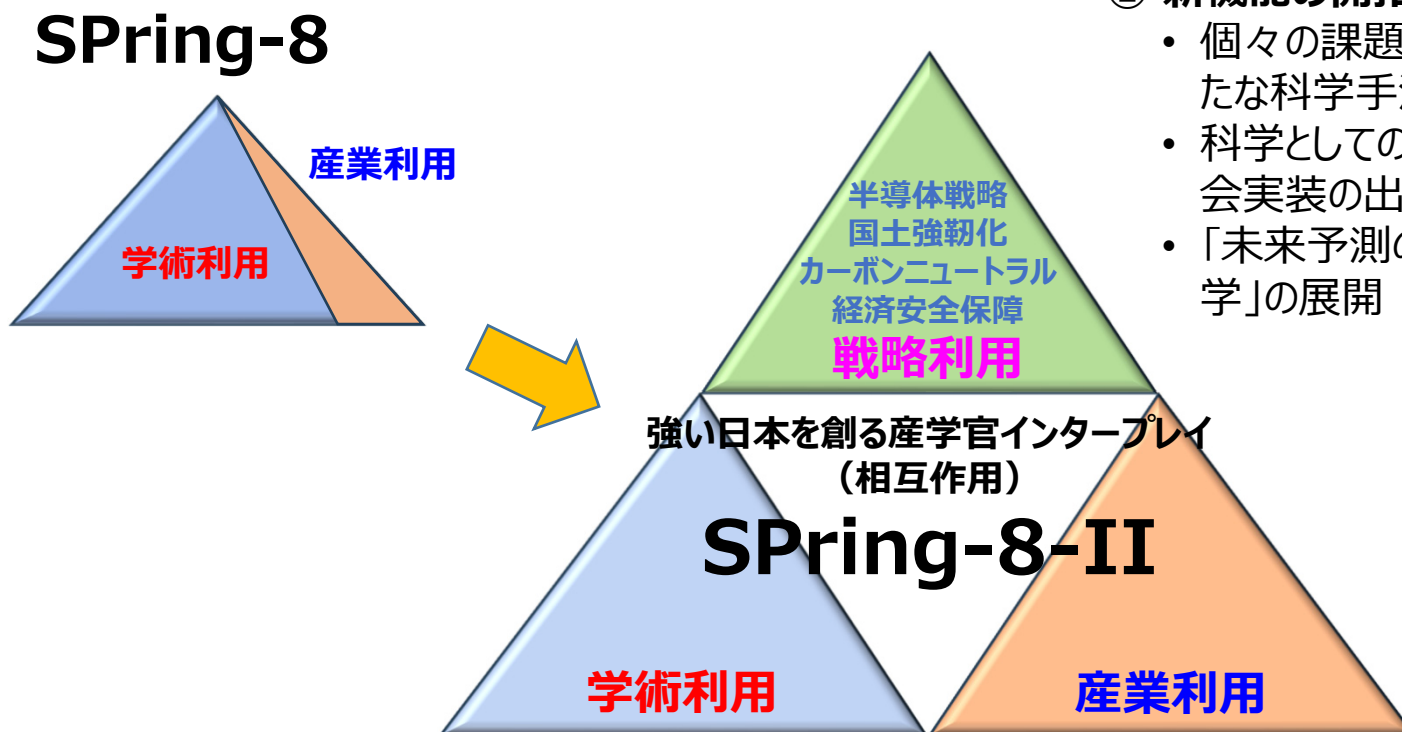 SPring-8
産業利用
学術利用
• 個々の課題
たな科学手
• 科学としての
会実装の出
• 「未来予測の
学」の展開
半導体戦略
国土強靭化
カーボンニュートラル
経済安全保障
戦略利用
強い日本を創る産学官インタープレイ
（相互作用）
SPring-8-II
学術利用
産業利用